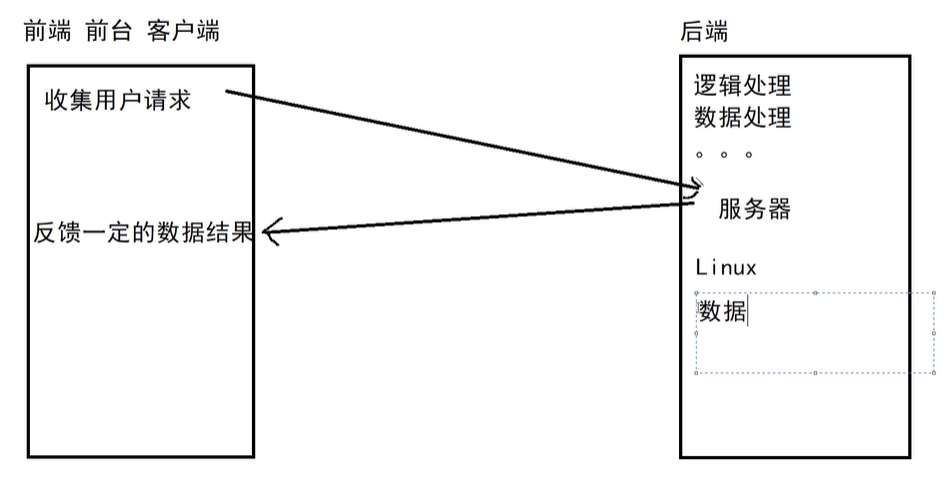 前端 前台 客户端
收集用户请求
反馈一定的数据结果
后端
逻辑处理
数据处理
。。。
服务器
Linux
数据